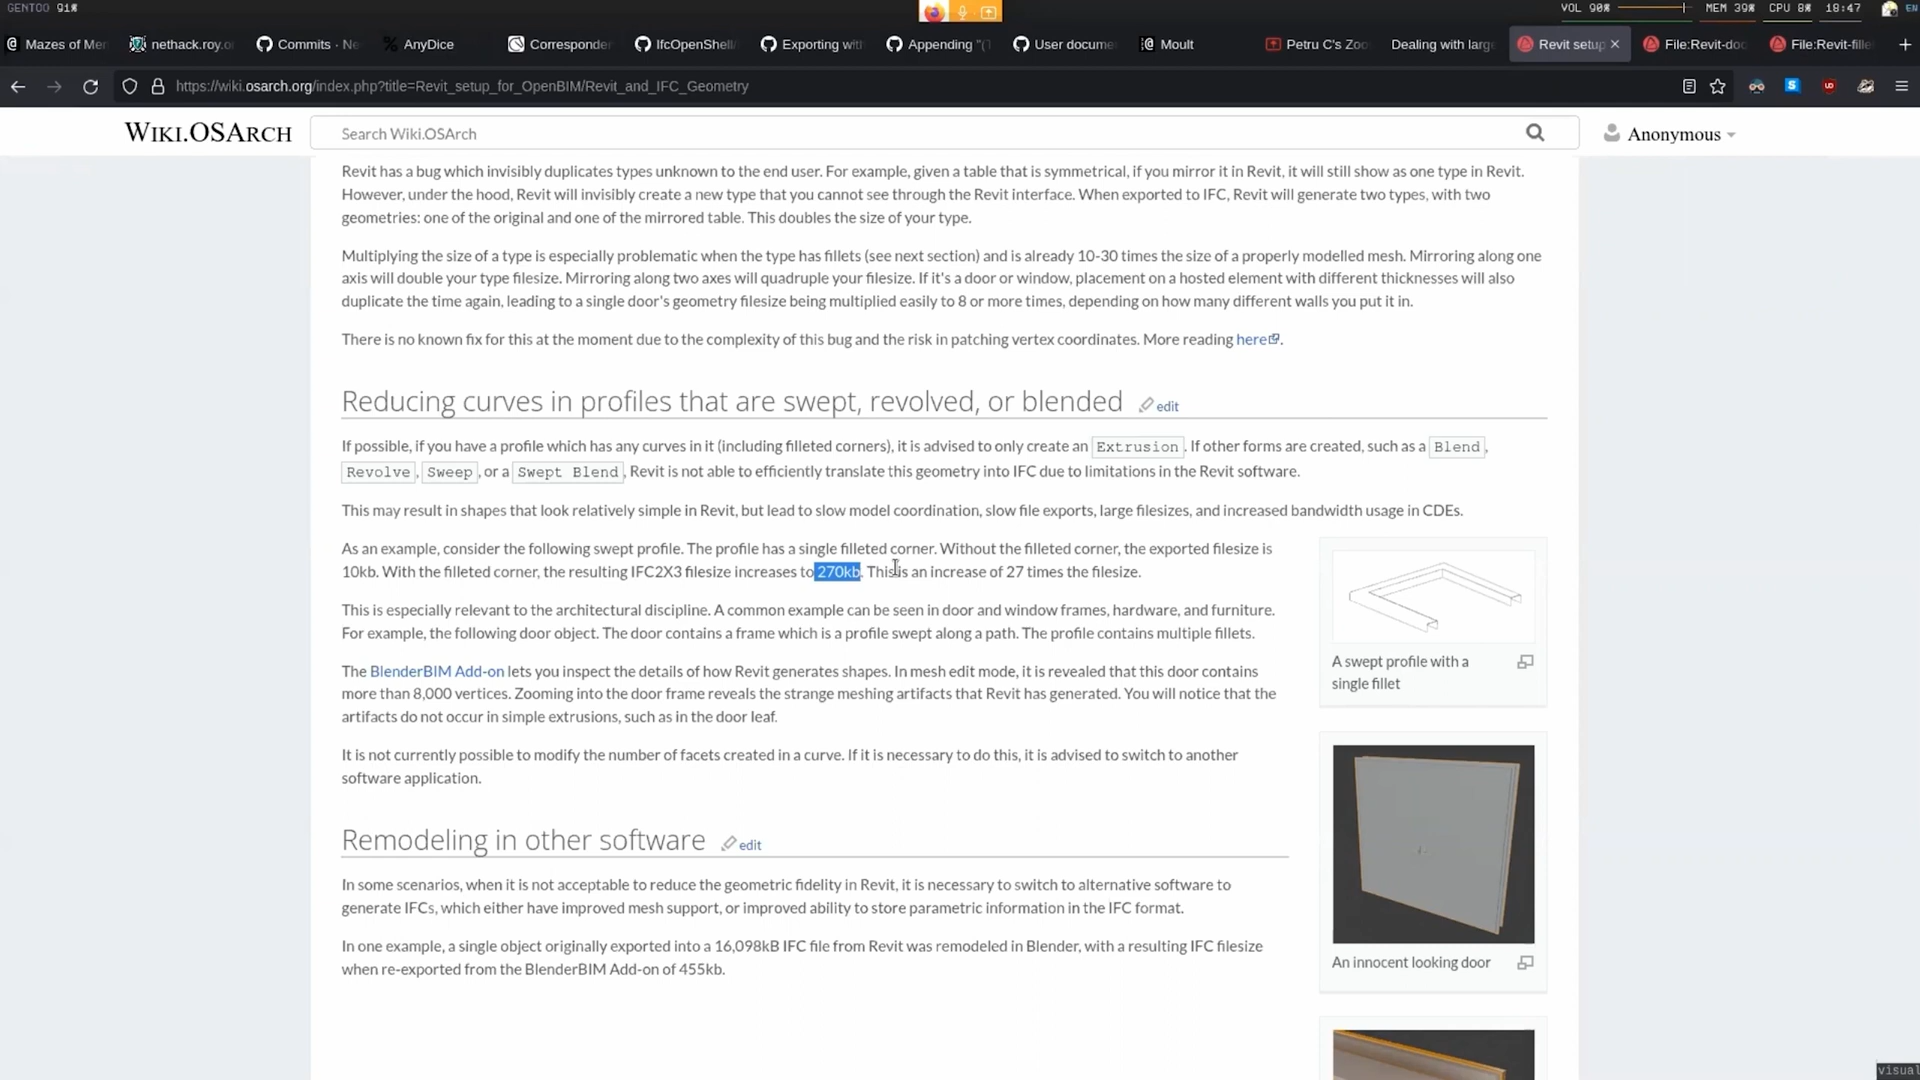 GENTOO 91%
VOL 90% MEM 39% CPU 8% 18:47 EN
Mazes of Mer nethack.roy.o Commits · Ne AnyDice Corresponden IfcOpenShell/ Exporting with Appending "(T User docume Moult Petru C's Zoo Dealing with larg Revit setup File:Revit-doo File:Revit-fille
https://wiki.osarch.org/index.php?title=Revit_setup_for_OpenBIM/Revit_and_IFC_Geometry
WIKI.OSARCH Search Wiki.OSArch Anonymous
Revit has a bug which invisibly duplicates types unknown to the end user. For example, given a table that is symmetrical, if you mirror it in Revit, it will still show as one type in Revit.
However, under the hood, Revit will invisibly create a new type that you cannot see through the Revit interface. When exported to IFC, Revit will generate two types, with two
geometries: one of the original and one of the mirrored table. This doubles the size of your type.
Multiplying the size of a type is especially problematic when the type has fillets (see next section) and is already 10-30 times the size of a properly modelled mesh. Mirroring along one
axis will double your type filesize. Mirroring along two axes will quadruple your filesize. If it's a door or window, placement on a hosted element with different thicknesses will also
duplicate the time again, leading to a single door's geometry filesize being multiplied easily to 8 or more times, depending on how many different walls you put it in.
There is no known fix for this at the moment due to the complexity of this bug and the risk in patching vertex coordinates. More reading here.
Reducing curves in profiles that are swept, revolved, or blended edit
If possible, if you have a profile which has any curves in it (including filleted corners), it is advised to only create an Extrusion. If other forms are created, such as a Blend,
Revolve, Sweep, or a Swept Blend, Revit is not able to efficiently translate this geometry into IFC due to limitations in the Revit software.
This may result in shapes that look relatively simple in Revit, but lead to slow model coordination, slow file exports, large filesizes, and increased bandwidth usage in CDEs.
As an example, consider the following swept profile. The profile has a single filleted corner. Without the filleted corner, the exported filesize is
10kb. With the filleted corner, the resulting IFC2X3 filesize increases to 270kb. This is an increase of 27 times the filesize.
This is especially relevant to the architectural discipline. A common example can be seen in door and window frames, hardware, and furniture.
For example, the following door object. The door contains a frame which is a profile swept along a path. The profile contains multiple fillets.
The BlenderBIM Add-on lets you inspect the details of how Revit generates shapes. In mesh edit mode, it is revealed that this door contains
more than 8,000 vertices. Zooming into the door frame reveals the strange meshing artifacts that Revit has generated. You will notice that the
artifacts do not occur in simple extrusions, such as in the door leaf.
It is not currently possible to modify the number of facets created in a curve. If it is necessary to do this, it is advised to switch to another
software application.
A swept profile with a
single fillet
Remodeling in other software edit
In some scenarios, when it is not acceptable to reduce the geometric fidelity in Revit, it is necessary to switch to alternative software to
generate IFCs, which either have improved mesh support, or improved ability to store parametric information in the IFC format.
In one example, a single object originally exported into a 16,098kB IFC file from Revit was remodeled in Blender, with a resulting IFC filesize
when re-exported from the BlenderBIM Add-on of 455kb.
An innocent looking door
visual